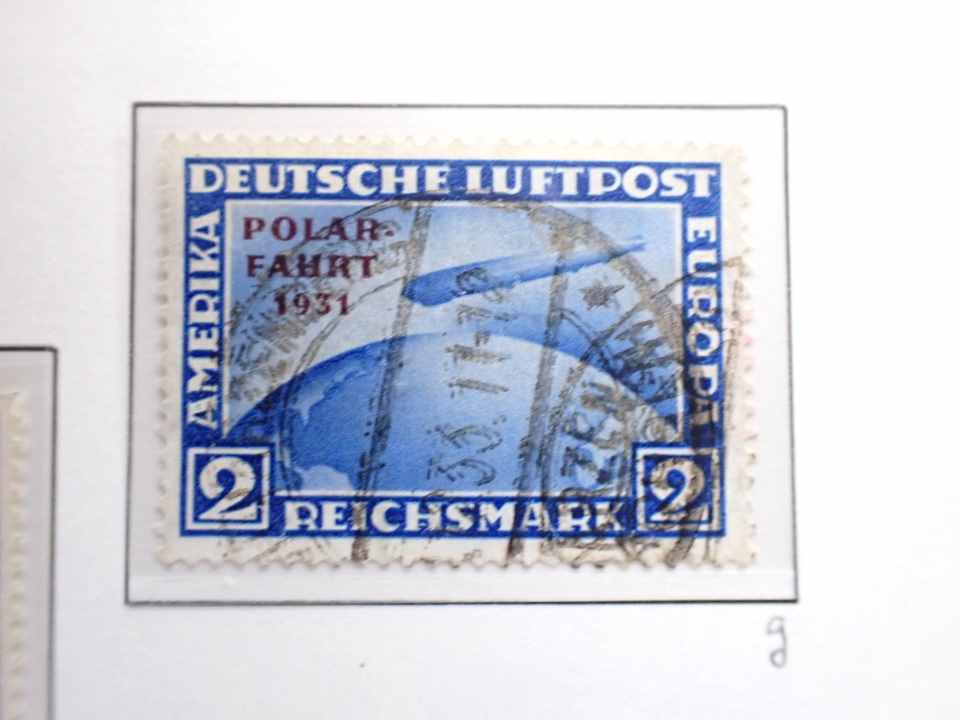 DEUTSCHE LUFTPOST
AMERIKA
EUROPA
POLAR-
FAHRT
1931
2
REICHSMARK
2
g